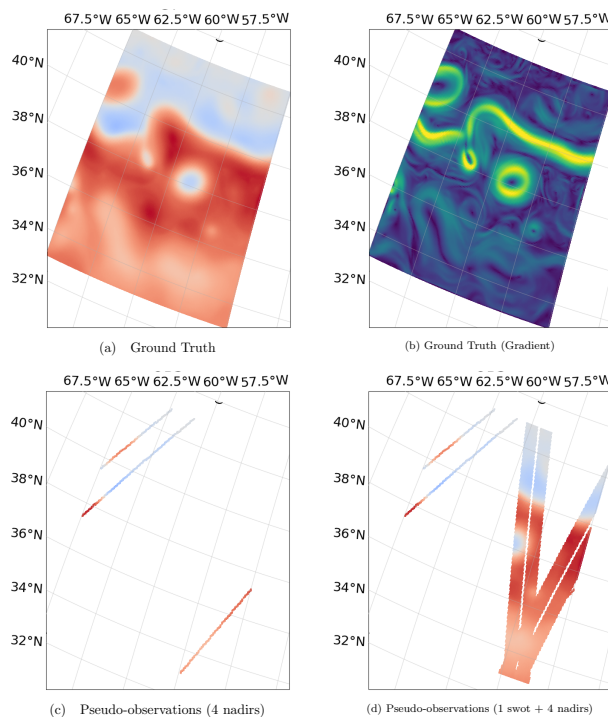 67.5°W 65°W 62.5°W 60°W 57.5°W
67.5°W 65°W 62.5°W 60°W 57.5°W
40°N
38°N
36°N
34°N
32°N
40°N
38°N
36°N
34°N
32°N
(a) Ground Truth
(b) Ground Truth (Gradient)
67.5°W 65°W 62.5°W 60°W 57.5°W
67.5°W 65°W 62.5°W 60°W 57.5°W
40°N
38°N
36°N
34°N
32°N
40°N
38°N
36°N
34°N
32°N
(c) Pseudo-observations (4 nadirs)
(d) Pseudo-observations (1 swot + 4 nadirs)